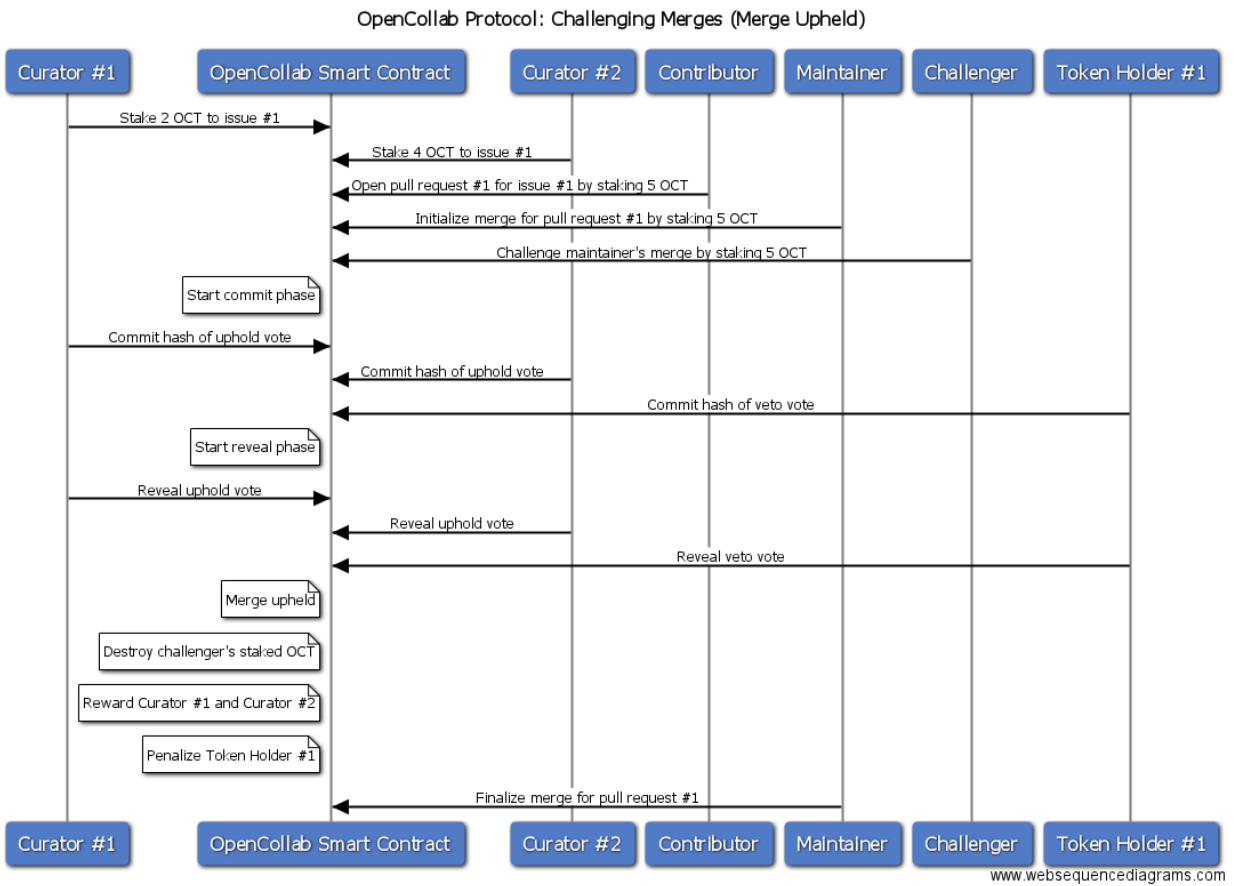 OpenCollab Protocol: Challenging Merges (Merge Upheld)
Curator #1
OpenCollab Smart Contract
Curator #2
Contributor
Maintainer
Challenger
Token Holder #1
Stake 2 OCT to issue #1
Stake 4 OCT to issue #1
Open pull request #1 for issue #1 by staking 5 OCT
Initialize merge for pull request #1 by staking 5 OCT
Challenge maintainer's merge by staking 5 OCT
Start commit phase
Commit hash of uphold vote
Commit hash of uphold vote
Commit hash of veto vote
Start reveal phase
Reveal uphold vote
Reveal uphold vote
Reveal veto vote
Merge upheld
Destroy challenger's staked OCT
Reward Curator #1 and Curator #2
Penalize Token Holder #1
Finalize merge for pull request #1
Curator #1
OpenCollab Smart Contract
Curator #2
Contributor
Maintainer
Challenger
Token Holder #1
www.websequencediagrams.com